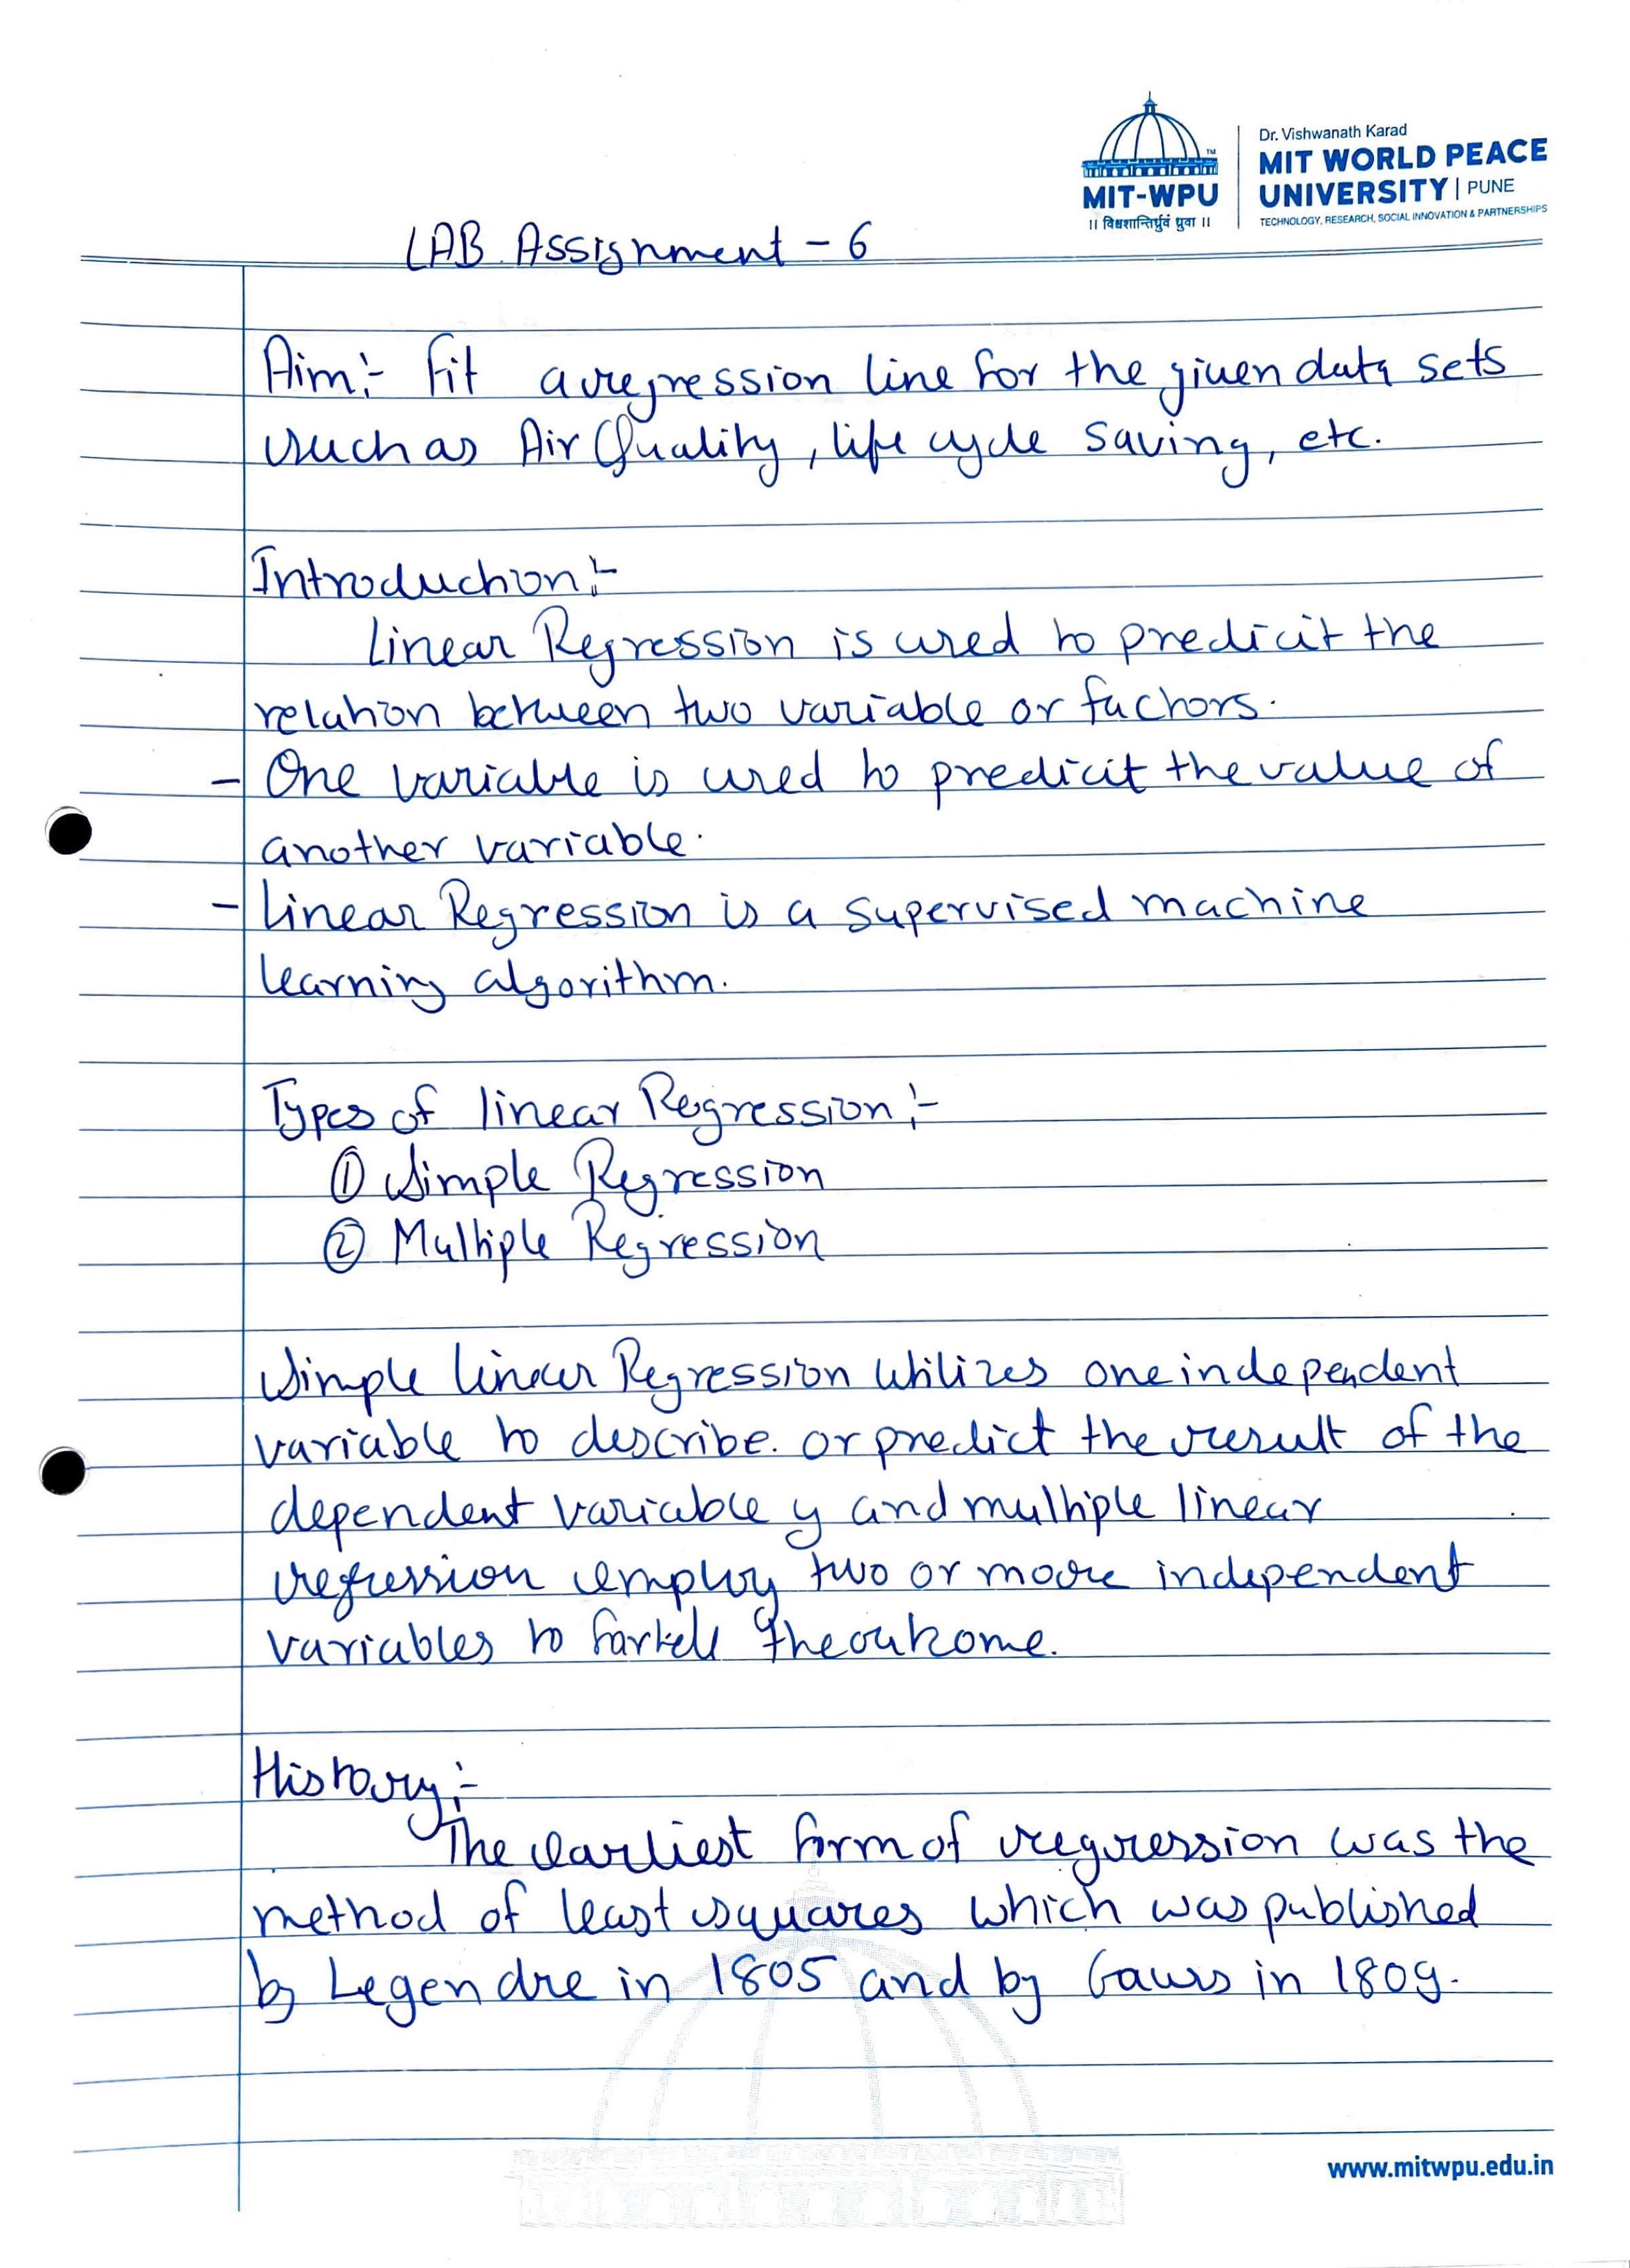 Dr. Vishwanath Karad
MIT WORLD PEACE
UNIVERSITY | PUNE
TECHNOLOGY, RESEARCH, SOCIAL INNOVATION & PARTNERSHIPS
MIT-WPU
TM
।। विश्वशान्तिर्ध्रुवं ध्रुवा ।।
LAB Assignment - 6
Aim:- Fit a regression line for the given data sets
such as Air Quality, life cycle saving, etc.
Introduction:-
Linear Regression is used to predicit the
relation between two variable or factors.
- One variable is used to predicit the value of
another variable.
- Linear Regression is a supervised machine
learning algorithm.
Types of linear Regression:-
① Simple Regression
② Multiple Regression
Simple linear Regression utilizes one independent
variable to describe or predict the result of the
dependent variable y and multiple linear
regression employ two or more independent
variables to the outcome.
History:-
The earliest form of regression was the
method of least squares which was published
by Legendre in 1805 and by Gauss in 1809.
www.mitwpu.edu.in